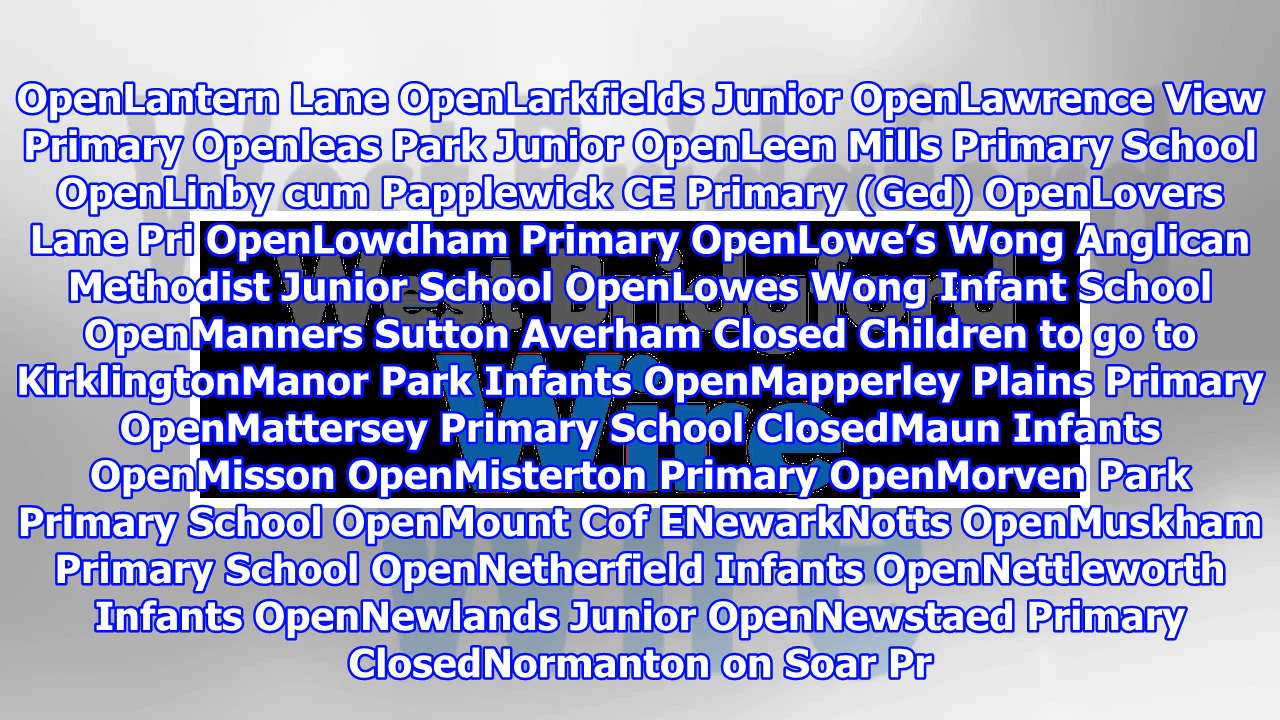 OpenLantern Lane OpenLarkfields Junior OpenLawrence View
Primary Openleas Park Junior OpenLeen Mills Primary School
OpenLinby cum Papplewick CE Primary (Ged) OpenLovers
Lane Pri OpenLowdham Primary OpenLowe’s Wong Anglican
Methodist Junior School OpenLowes Wong Infant School
OpenManners Sutton Averham Closed Children to go to
KirklingtonManor Park Infants OpenMapperley Plains Primary
OpenMattersey Primary School ClosedMaun Infants
OpenMisson OpenMisterton Primary OpenMorven Park
Primary School OpenMount Cof ENewarkNotts OpenMuskham
Primary School OpenNetherfield Infants OpenNettleworth
Infants OpenNewlands Junior OpenNewstaed Primary
ClosedNormanton on Soar Pr
West Bridgford
Wire